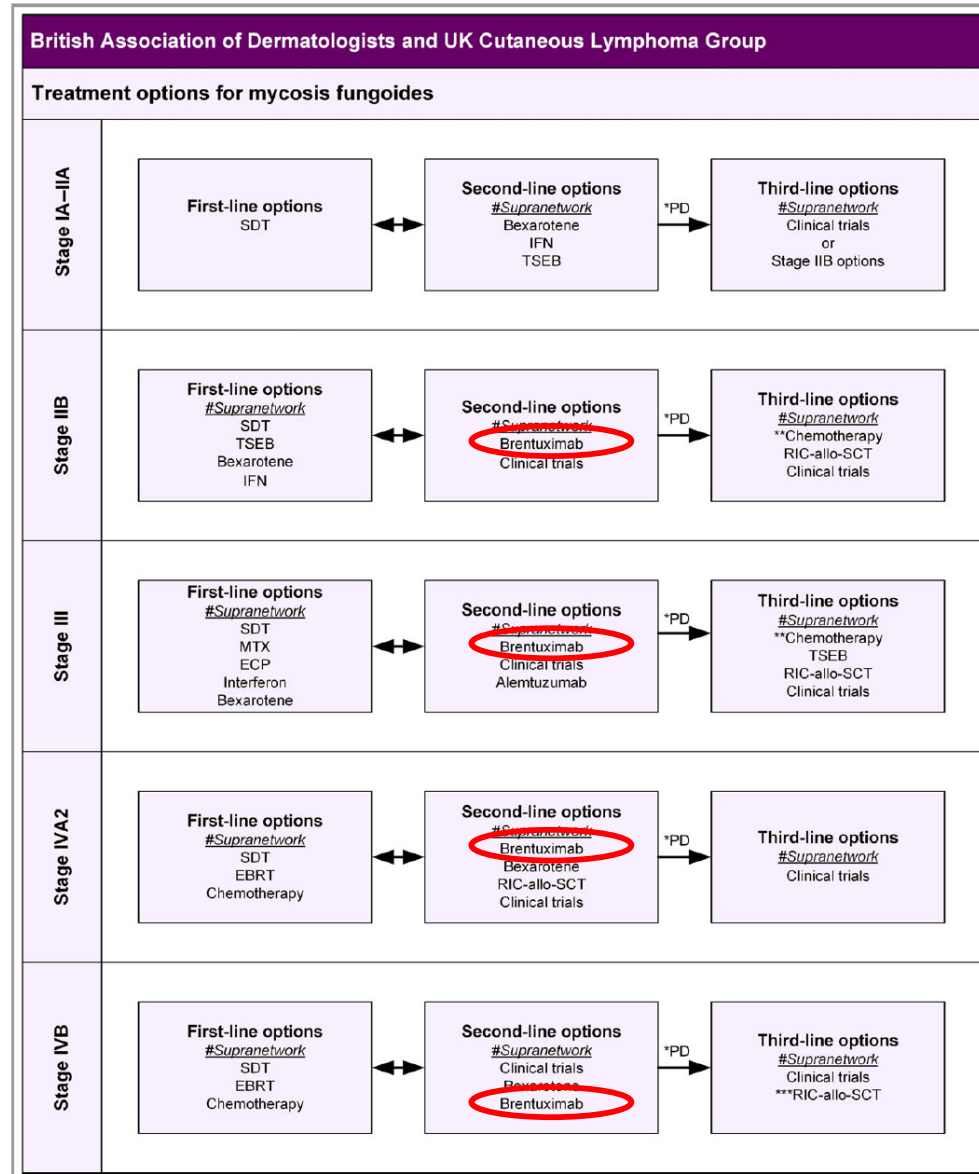 British Association of Dermatologists and UK Cutaneous Lymphoma Group
Treatment options for mycosis fungoides
Stage IA–IIA
First-line options
SDT
Second-line options
#Supranetwork
Bexarotene
IFN
TSEB
*PD
Third-line options
#Supranetwork
Clinical trials
or
Stage IIB options
Stage IIB
First-line options
#Supranetwork
SDT
TSEB
Bexarotene
IFN
Second-line options
#Supranetwork
Brentuximab
Clinical trials
*PD
Third-line options
#Supranetwork
**Chemotherapy
RIC-allo-SCT
Clinical trials
Stage III
First-line options
#Supranetwork
SDT
MTX
ECP
Interferon
Bexarotene
Second-line options
#Supranetwork
Brentuximab
Clinical trials
Alemtuzumab
*PD
Third-line options
#Supranetwork
**Chemotherapy
TSEB
RIC-allo-SCT
Clinical trials
Stage IVA2
First-line options
#Supranetwork
SDT
EBRT
Chemotherapy
Second-line options
#Supranetwork
Brentuximab
Bexarotene
RIC-allo-SCT
Clinical trials
*PD
Third-line options
#Supranetwork
Clinical trials
Stage IVB
First-line options
#Supranetwork
SDT
EBRT
Chemotherapy
Second-line options
#Supranetwork
Clinical trials
Bexarotene
Brentuximab
*PD
Third-line options
#Supranetwork
Clinical trials
***RIC-allo-SCT